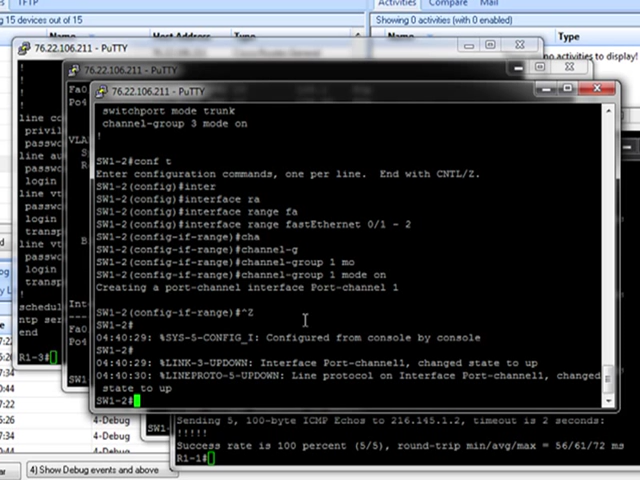 TFTP
Activities Compare Mail
15 devices out of 15
Showing 0 activities (with 0 enabled)
Name
Host Address
Type
Name
Type
no activities to display!
76.22.106.211 - PuTTY
76.22.106.211 - PuTTY
76.22.106.211 - PuTTY
!
!
!
line co
privil
passwo
login
line au
passwo
login
line vt
passwo
login
transp
line vt
passwo
login
transp
!
schedul
ntp ser
end
R1-3#
Fa0
Po4
VLA
Int
Fa0
Po4
SW1
switchport mode trunk
channel-group 3 mode on
!
SW1-2#conf t
Enter configuration commands, one per line.  End with CNTL/Z.
SW1-2(config)#inter
SW1-2(config)#interface ra
SW1-2(config)#interface range fa
SW1-2(config)#interface range fastEthernet 0/1 - 2
SW1-2(config-if-range)#cha
SW1-2(config-if-range)#channel-g
SW1-2(config-if-range)#channel-group 1 mo
SW1-2(config-if-range)#channel-group 1 mode on
Creating a port-channel interface Port-channel 1
SW1-2(config-if-range)#^Z
SW1-2#
04:40:29: %SYS-5-CONFIG_I: Configured from console by console
SW1-2#
04:40:29: %LINK-3-UPDOWN: Interface Port-channel1, changed state to up
04:40:30: %LINEPROTO-5-UPDOWN: Line protocol on Interface Port-channel1, changed
state to up
SW1-2#
SW1-
Sending 5, 100-byte ICMP Echos to 216.145.1.2, timeout is 2 seconds:
!!!!!
Success rate is 100 percent (5/5), round-trip min/avg/max = 56/61/72 ms
R1-1#
4-Debug
4-Debug
4-Debug
4) Show Debug events and above